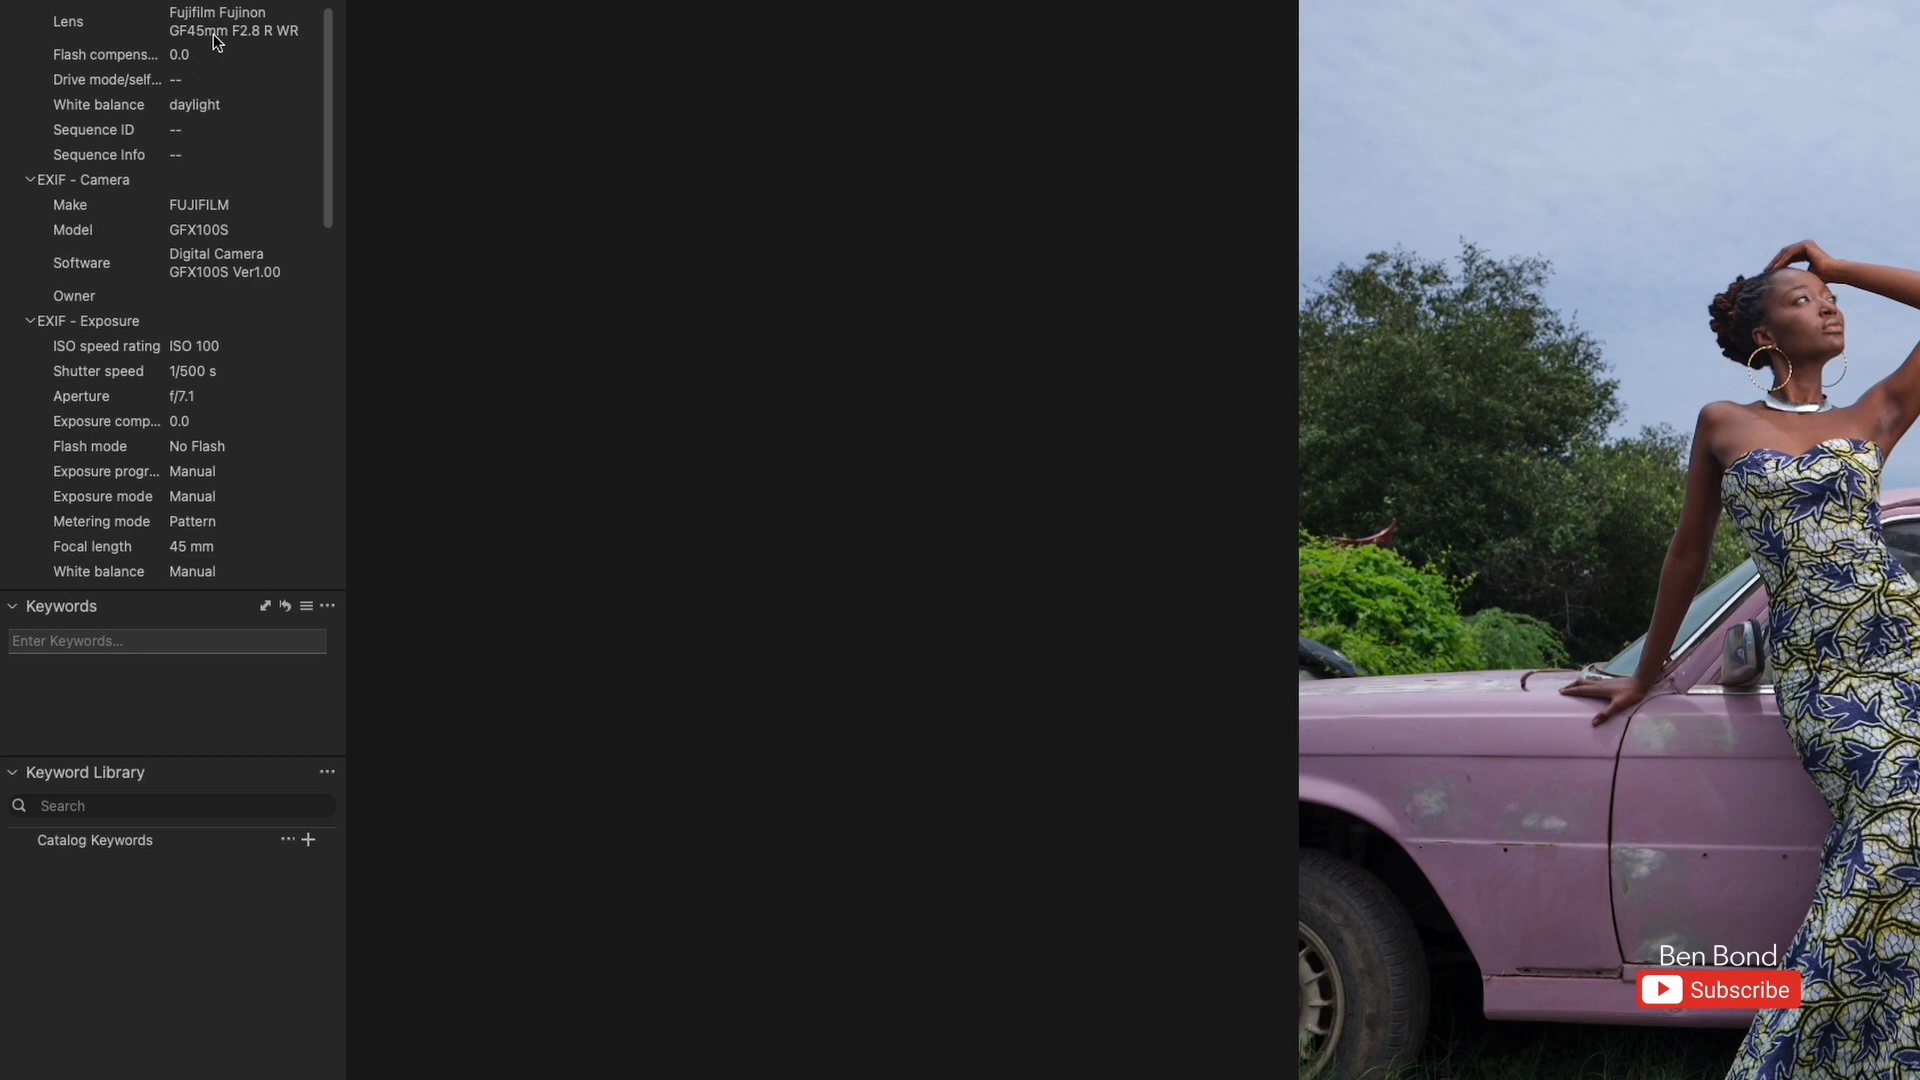 Lens
Fujifilm Fujinon
GF45mm F2.8 R WR
Flash compens... 0.0
Drive mode/self... --
White balance daylight
Sequence ID --
Sequence Info --
EXIF - Camera
Make FUJIFILM
Model GFX100S
Software
Digital Camera
GFX100S Ver1.00
Owner
EXIF - Exposure
ISO speed rating ISO 100
Shutter speed 1/500 s
Aperture f/7.1
Exposure comp... 0.0
Flash mode No Flash
Exposure progr... Manual
Exposure mode Manual
Metering mode Pattern
Focal length 45 mm
White balance Manual
Keywords
Enter Keywords...
Keyword Library
Search
Catalog Keywords
Ben Bond
Subscribe